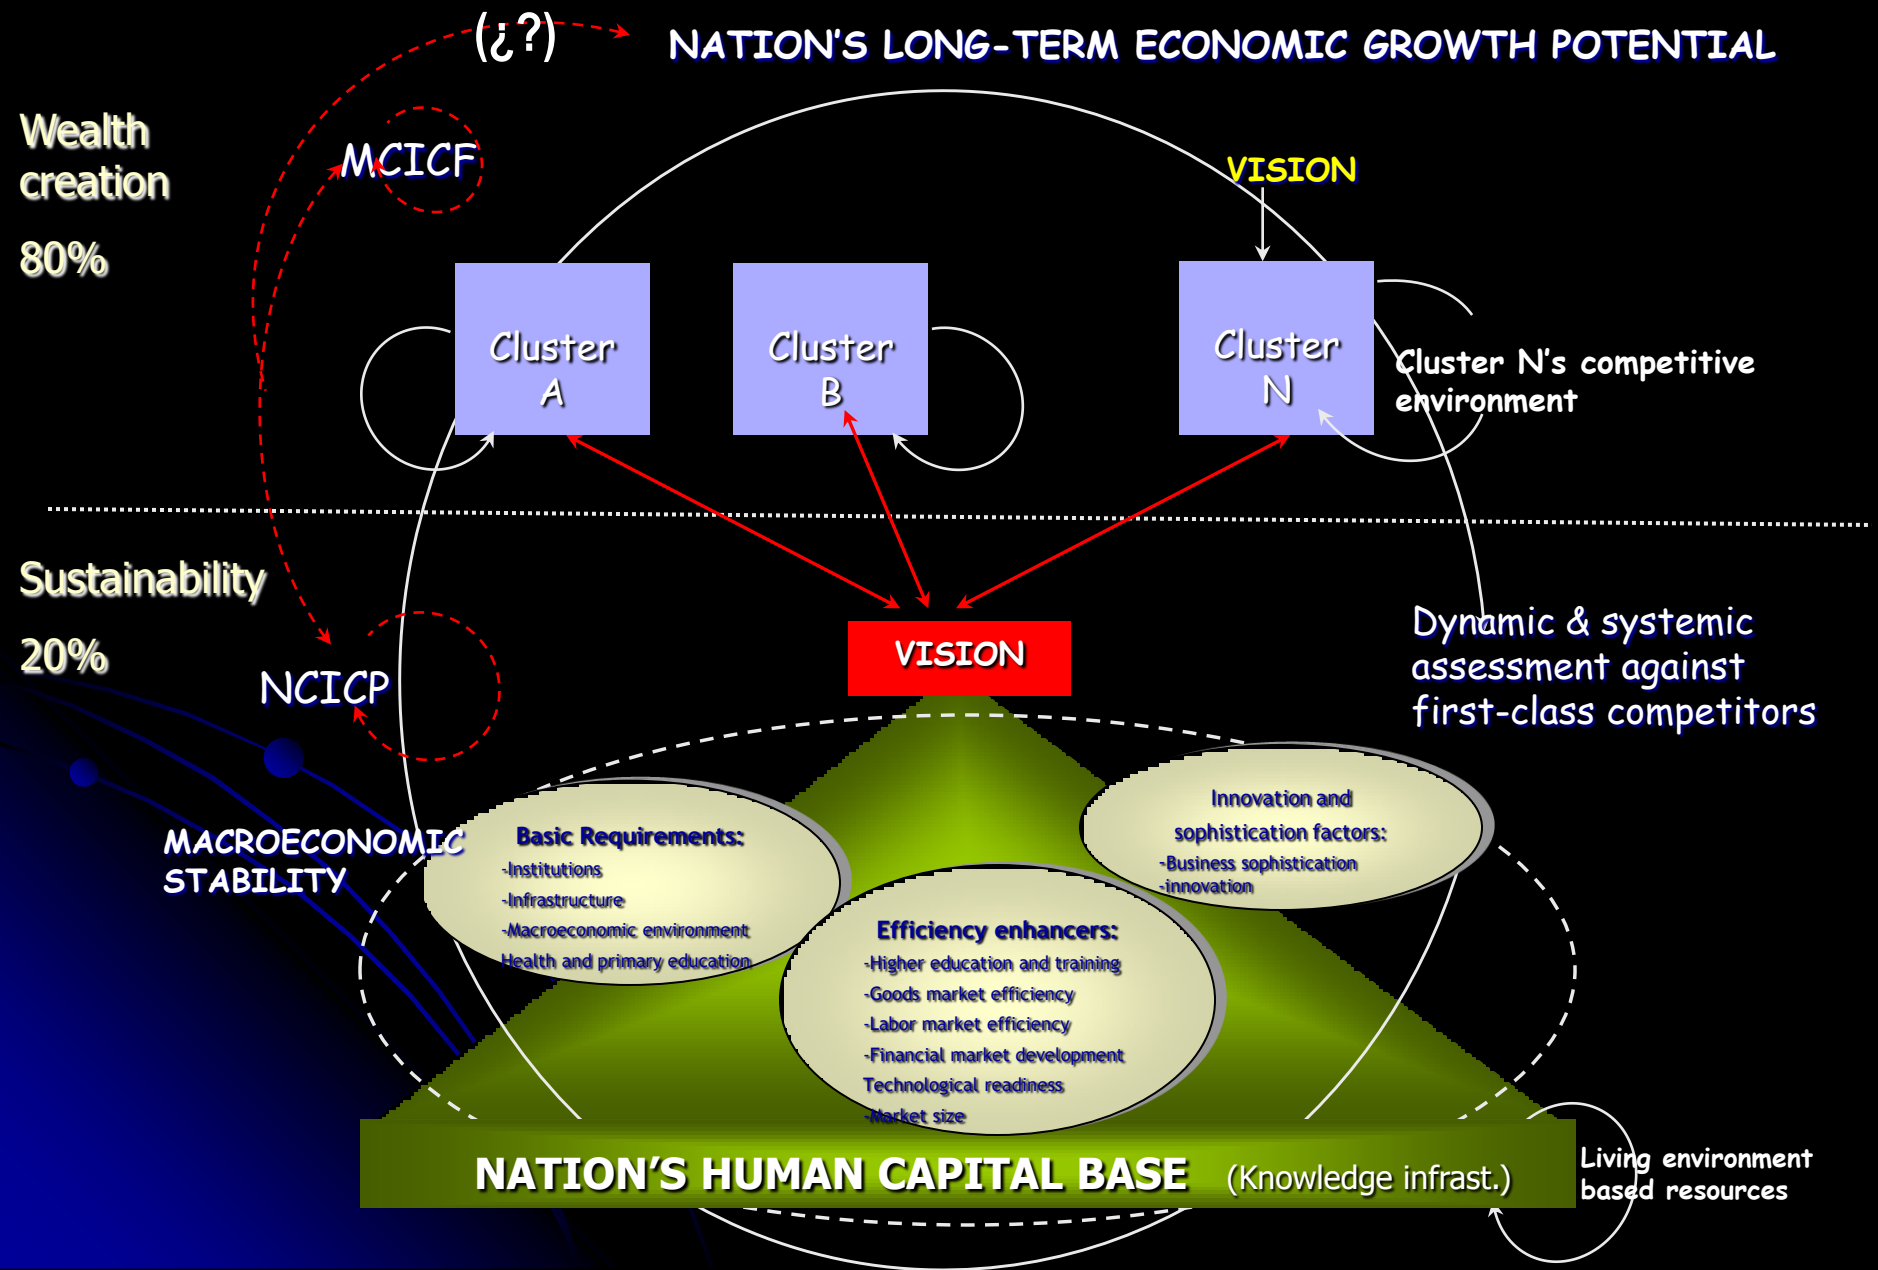 (¿?)
NATION'S LONG-TERM ECONOMIC GROWTH POTENTIAL
Wealth
creation
80%
MCICF
VISION
Cluster
A
Cluster
B
Cluster
N
Cluster N's competitive
environment
Sustainability
20%
NCICP
VISION
Dynamic & systemic
assessment against
first-class competitors
MACROECONOMIC
STABILITY
Basic Requirements:
-Institutions
-Infrastructure
-Macroeconomic environment
Health and primary education
Innovation and
sophistication factors:
-Business sophistication
-innovation
Efficiency enhancers:
-Higher education and training
-Goods market efficiency
-Labor market efficiency
-Financial market development
Technological readiness
-Market size
NATION'S HUMAN CAPITAL BASE (Knowledge infrast.)
Living environment
based resources